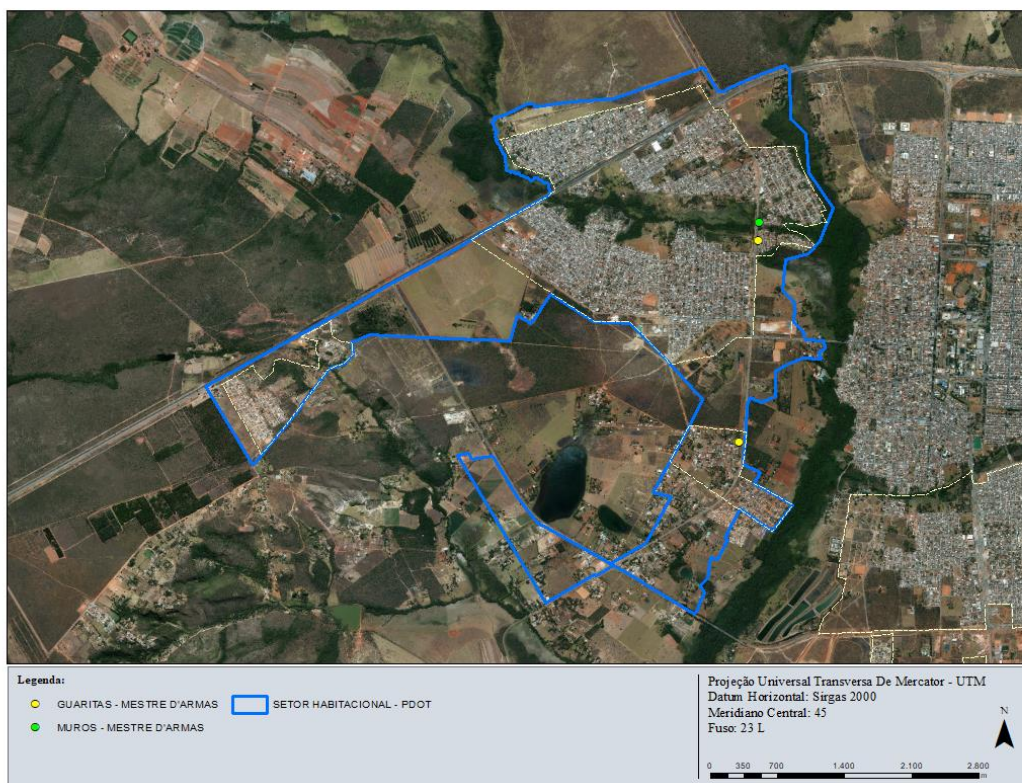 Legenda:
GUARITAS - MESTRE D'ARMAS
SETOR HABITACIONAL - PDOT
MUROS - MESTRE D'ARMAS
Projeção Universal Transversa De Mercator - UTM
Datum Horizontal: Sirgas 2000
Meridiano Central: 45
Fuso: 23 L
N
0 350 700 1.400 2.100 2.800
m